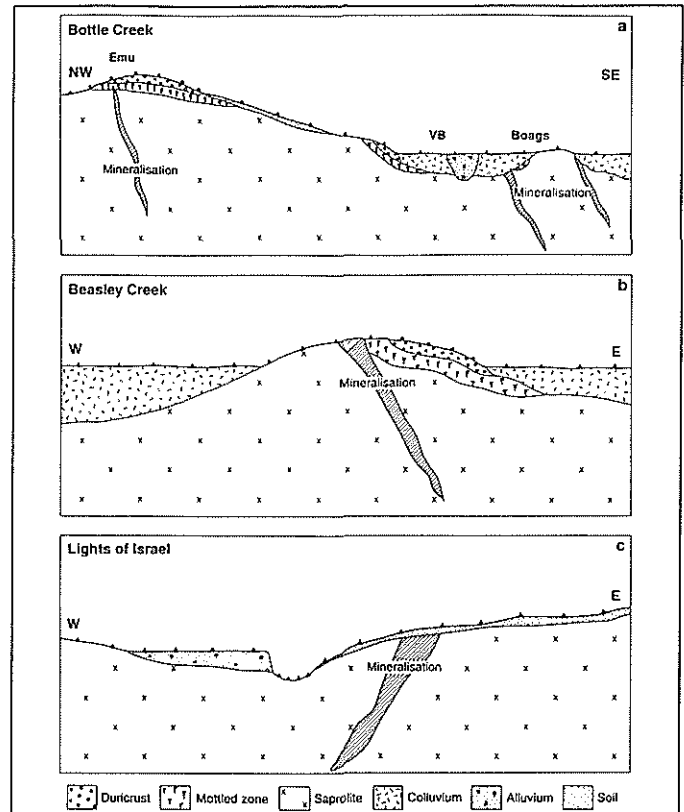 Bottle Creek
a
Emu
NW
SE
VB
Boags
Mineralisation
Mineralisation
Beasley Creek
b
W
E
Mineralisation
Lights of Israel
c
E
W
Mineralisation
Duricrust
Mottled zone
x Saprolite
Colluvium
Alluvium
Soil